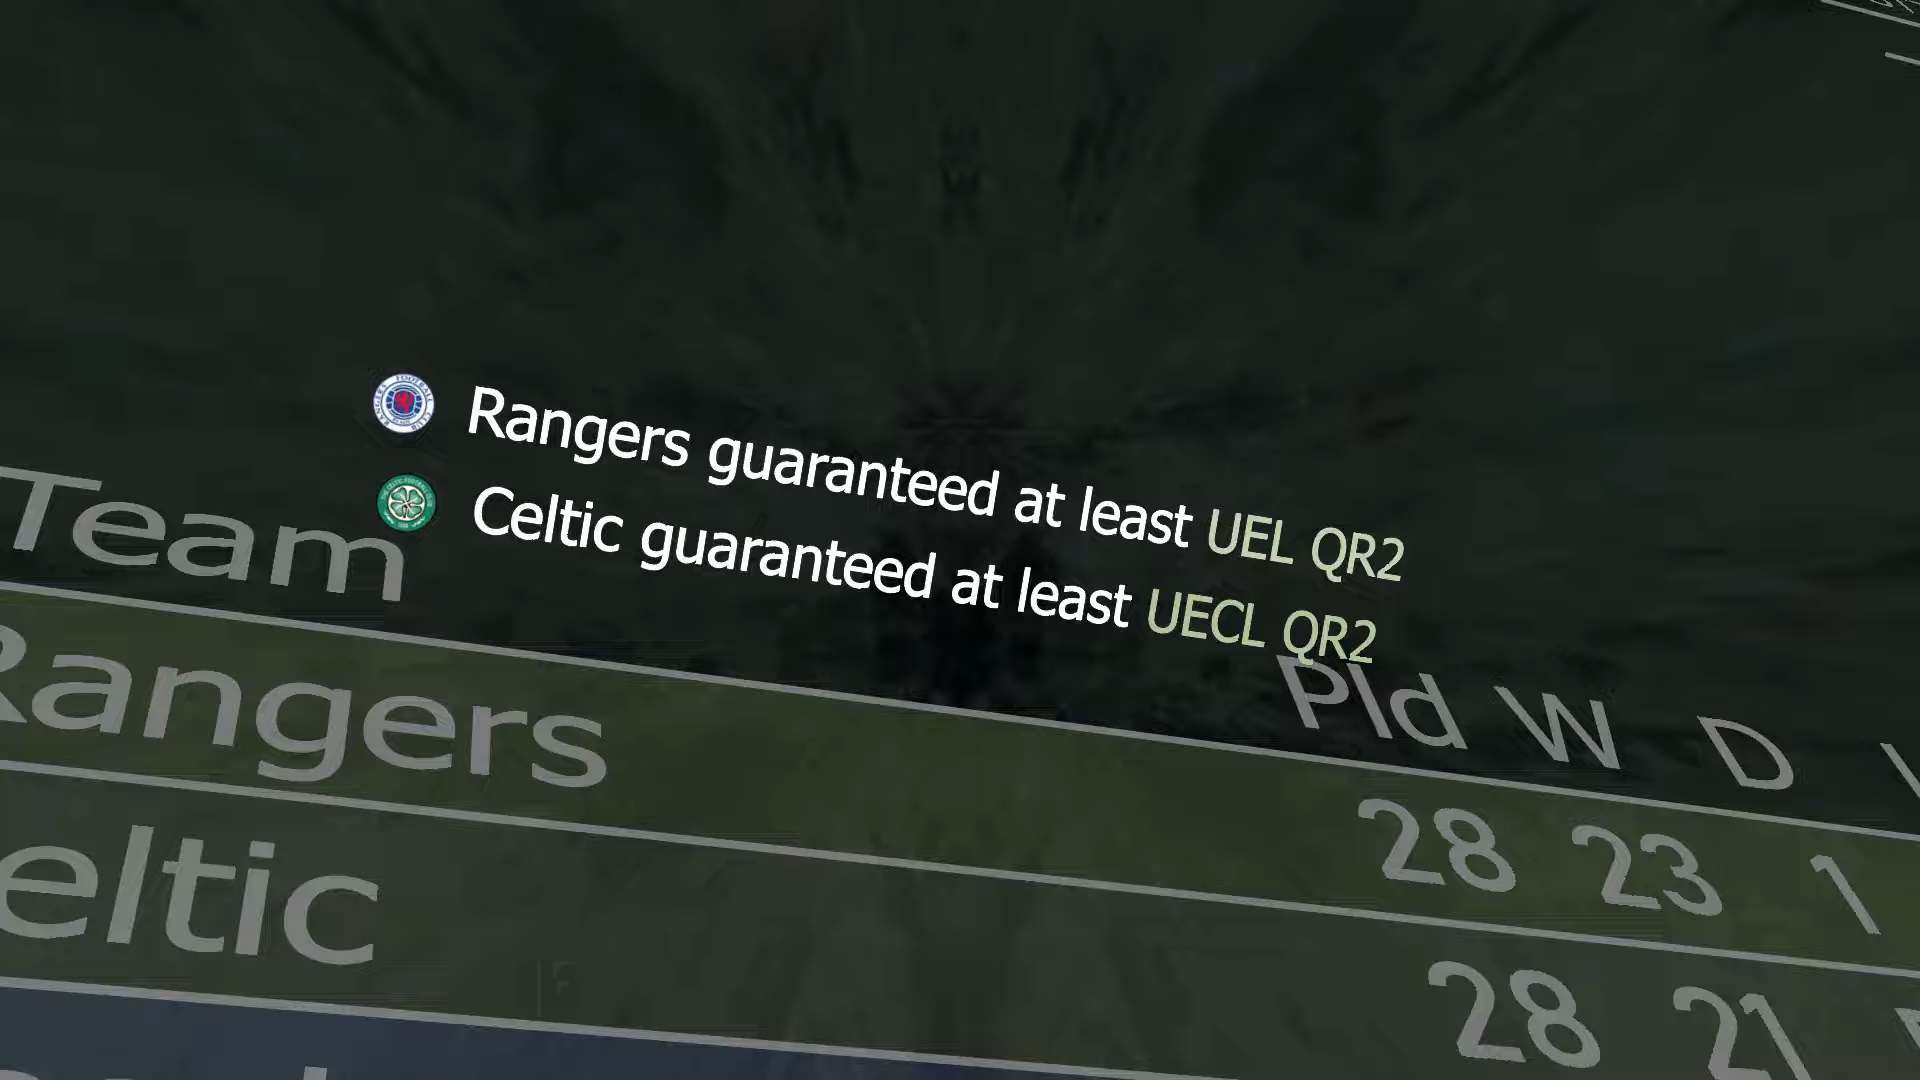 Rangers guaranteed at least UEL QR2
Celtic guaranteed at least UECL QR2
Team Pld W D
Rangers 28 23 1
eltic 28 21